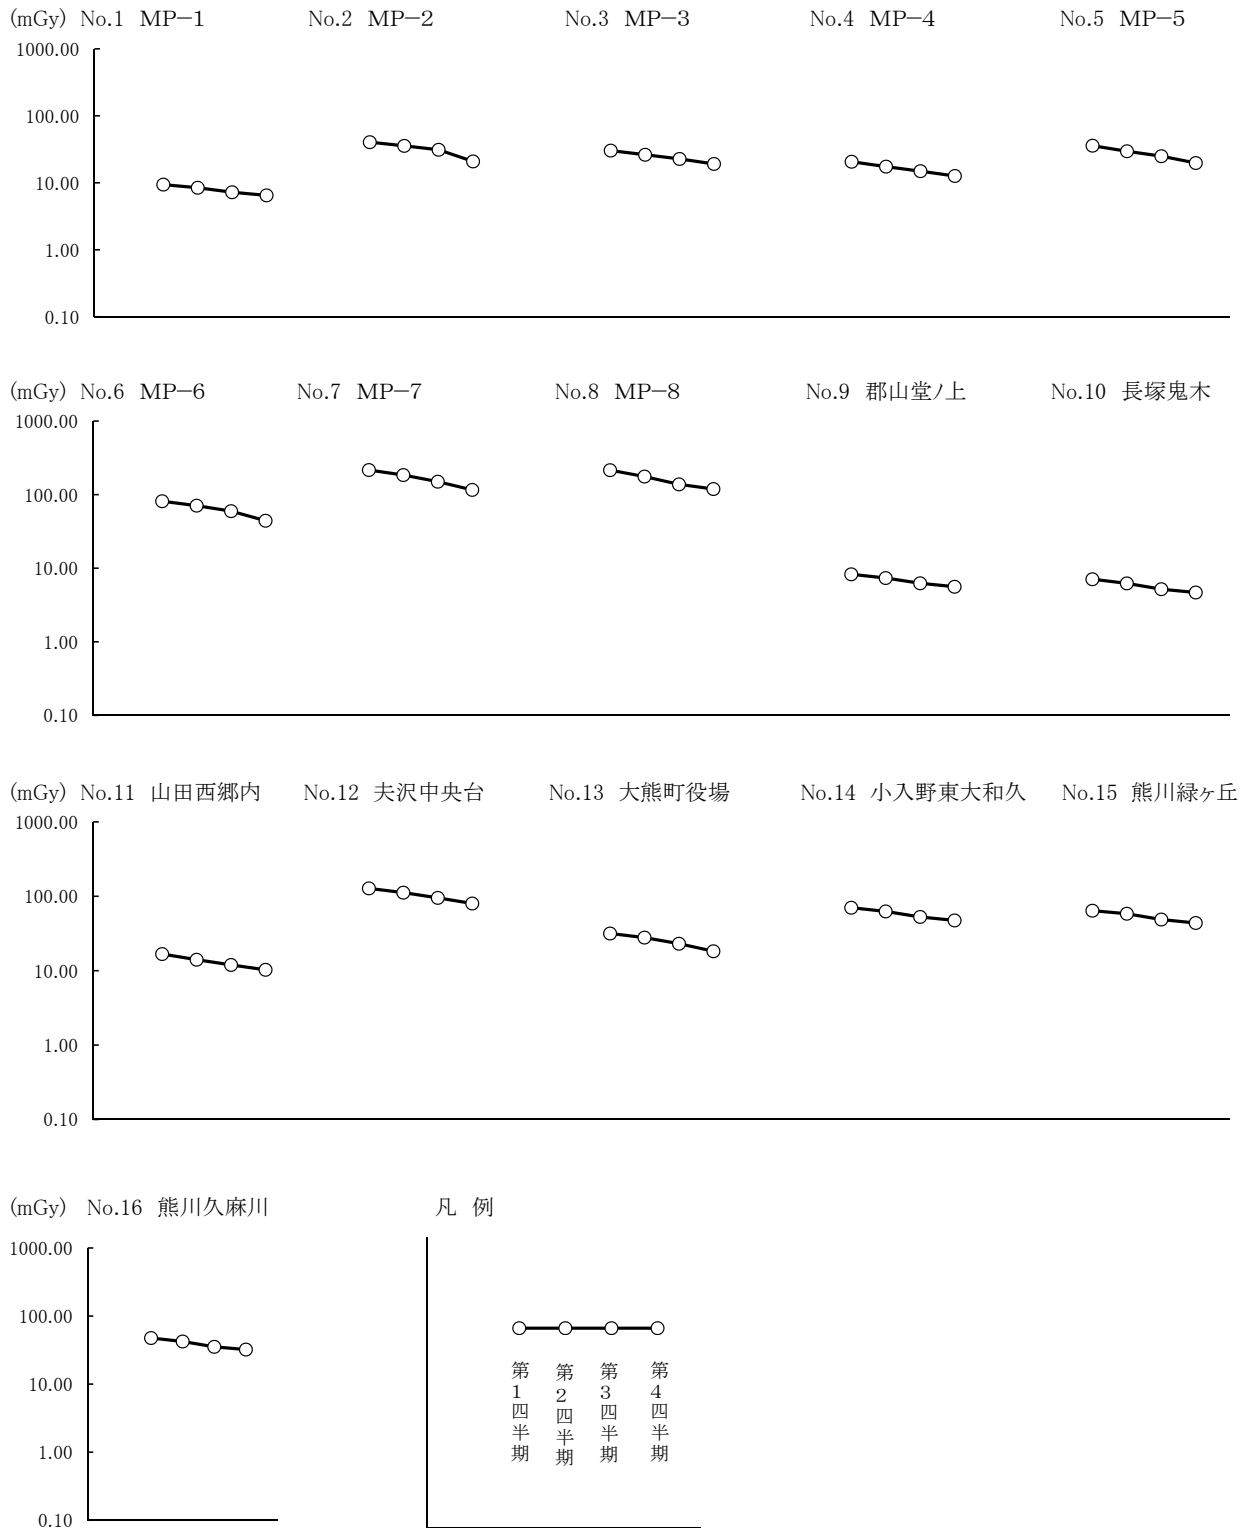 (mGy) No.1 MP−1 No.2 MP−2 No.3 MP−3 No.4 MP−4 No.5 MP−5
1000.00
100.00
10.00
1.00
0.10
(mGy) No.6 MP−6 No.7 MP−7 No.8 MP−8 No.9 郡山堂ノ上 No.10 長塚鬼木
1000.00
100.00
10.00
1.00
0.10
(mGy) No.11 山田西郷内 No.12 夫沢中央台 No.13 大熊町役場 No.14 小入野東大和久 No.15 熊川緑ヶ丘
1000.00
100.00
10.00
1.00
0.10
(mGy) No.16 熊川久麻川 凡 例
1000.00
100.00
10.00
1.00
0.10
第1四半期
第2四半期
第3四半期
第4四半期